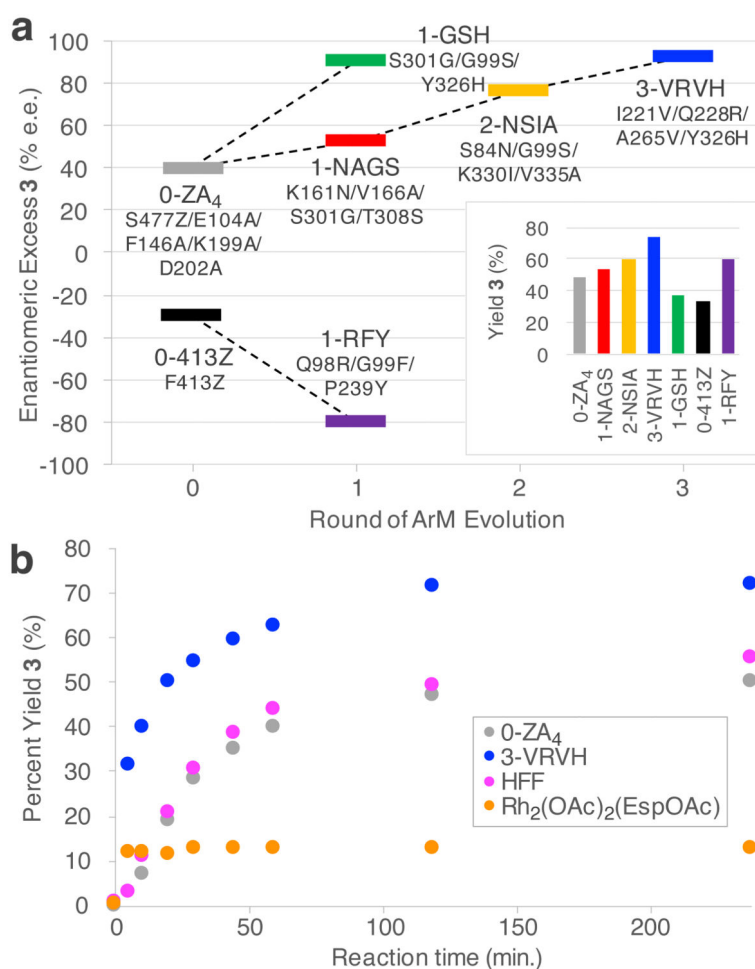 a
Enantiomeric Excess 3 (% e.e.)
100
80
60
40
20
0
-20
-40
-60
-80
-100
1-GSH
S301G/G99S/
Y326H
3-VRVH
I221V/Q228R/
A265V/Y326H
2-NSIA
S84N/G99S/
K330I/V335A
1-NAGS
K161N/V166A/
S301G/T308S
0-ZA4
S477Z/E104A/
F146A/K199A/
D202A
0-413Z
F413Z
1-RFY
Q98R/G99F/
P239Y
Yield 3 (%)
80
60
40
20
0
0-ZA4
1-NAGS
2-NSIA
3-VRVH
1-GSH
0-413Z
1-RFY
0 1 2 3
Round of ArM Evolution
b
Percent Yield 3 (%)
80
70
60
50
40
30
20
10
0
0-ZA4
3-VRVH
HFF
Rh2(OAc)2(EspOAc)
0 50 100 150 200
Reaction time (min.)